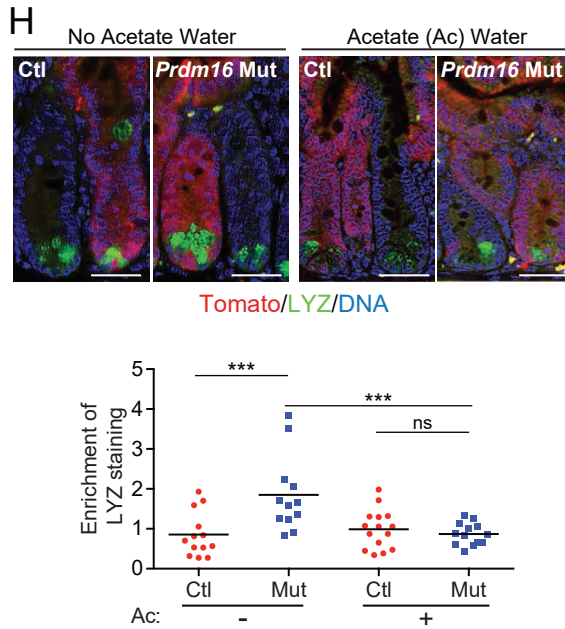 H
No Acetate Water Acetate (Ac) Water
Ctl Prdm16 Mut Ctl Prdm16 Mut
Tomato/LYZ/DNA
Enrichment of
LYZ staining
5
4
3
2
1
0
***
***
ns
Ctl Mut Ctl Mut
Ac: - +